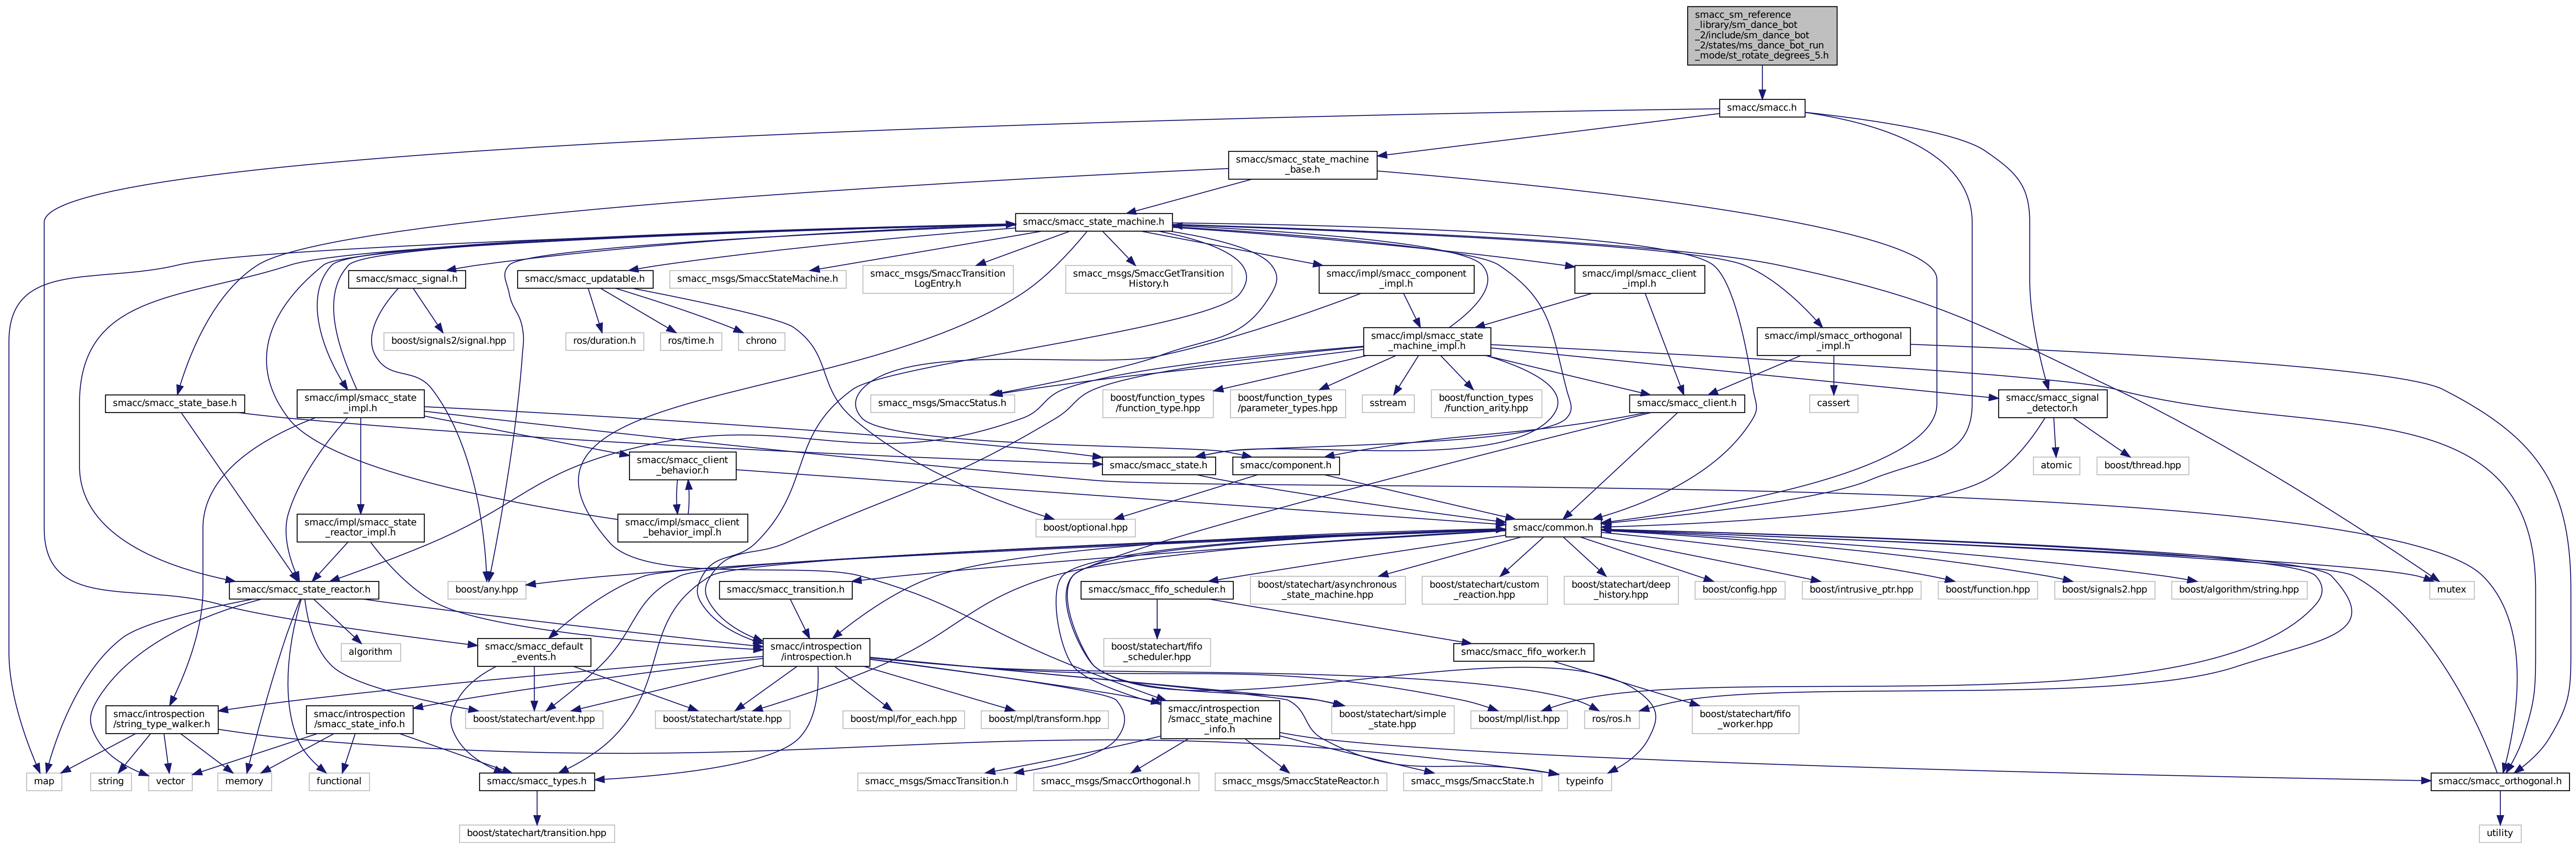 smacc_sm_reference
_library/sm_dance_bot
_2/include/sm_dance_bot
_2/states/ms_dance_bot_run
_mode/st_rotate_degrees_5.h
smacc/smacc.h
smacc/smacc_state_machine
_base.h
smacc/smacc_state_machine.h
smacc/smacc_signal.h
smacc/smacc_updatable.h
smacc_msgs/SmaccStateMachine.h
smacc_msgs/SmaccTransition
LogEntry.h
smacc_msgs/SmaccGetTransition
History.h
smacc/impl/smacc_component
_impl.h
smacc/impl/smacc_client
_impl.h
boost/signals2/signal.hpp
ros/duration.h
ros/time.h
chrono
smacc/impl/smacc_state
_machine_impl.h
smacc/impl/smacc_orthogonal
_impl.h
smacc/smacc_state_base.h
smacc/impl/smacc_state
_impl.h
smacc_msgs/SmaccStatus.h
boost/function_types
/function_type.hpp
boost/function_types
/parameter_types.hpp
sstream
boost/function_types
/function_arity.hpp
smacc/smacc_client.h
cassert
smacc/smacc_signal
_detector.h
smacc/smacc_client
_behavior.h
smacc/smacc_state.h
smacc/component.h
atomic
boost/thread.hpp
smacc/impl/smacc_state
_reactor_impl.h
smacc/impl/smacc_client
_behavior_impl.h
boost/optional.hpp
smacc/common.h
smacc/smacc_state_reactor.h
boost/any.hpp
smacc/smacc_transition.h
smacc/smacc_fifo_scheduler.h
boost/statechart/asynchronous
_state_machine.hpp
boost/statechart/custom
_reaction.hpp
boost/statechart/deep
_history.hpp
boost/config.hpp
boost/intrusive_ptr.hpp
boost/function.hpp
boost/signals2.hpp
boost/algorithm/string.hpp
mutex
algorithm
smacc/smacc_default
_events.h
smacc/introspection
/introspection.h
boost/statechart/fifo
_scheduler.hpp
smacc/smacc_fifo_worker.h
smacc/introspection
/string_type_walker.h
smacc/introspection
/smacc_state_info.h
boost/statechart/event.hpp
boost/statechart/state.hpp
boost/mpl/for_each.hpp
boost/mpl/transform.hpp
smacc/introspection
/smacc_state_machine
_info.h
boost/statechart/simple
_state.hpp
boost/mpl/list.hpp
ros/ros.h
boost/statechart/fifo
_worker.hpp
map
string
vector
memory
functional
smacc/smacc_types.h
smacc_msgs/SmaccTransition.h
smacc_msgs/SmaccOrthogonal.h
smacc_msgs/SmaccStateReactor.h
smacc_msgs/SmaccState.h
typeinfo
smacc/smacc_orthogonal.h
boost/statechart/transition.hpp
utility